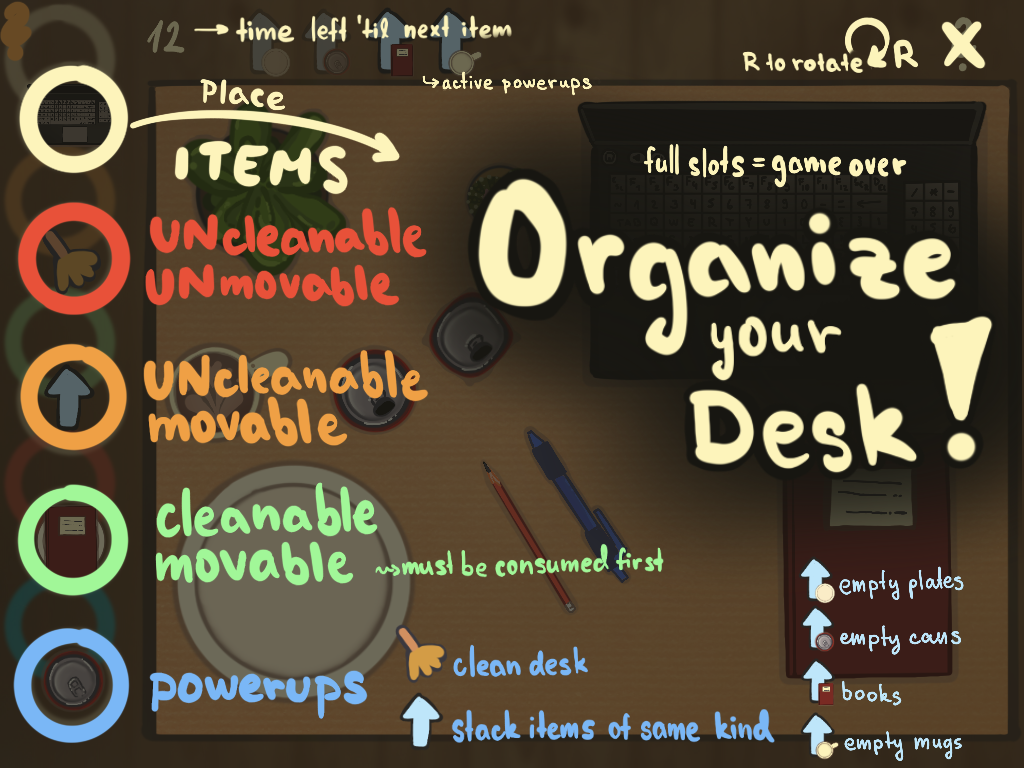 12 → time left 'til next item
↳ active powerups
R to rotate R X
Place
ITEMS
full slots = game over
Organize
your
Desk!
UNcleanable
UNmovable
UNcleanable
movable
cleanable
movable ↝ must be consumed first
powerups
clean desk
stack items of same kind
empty plates
empty cans
books
empty mugs